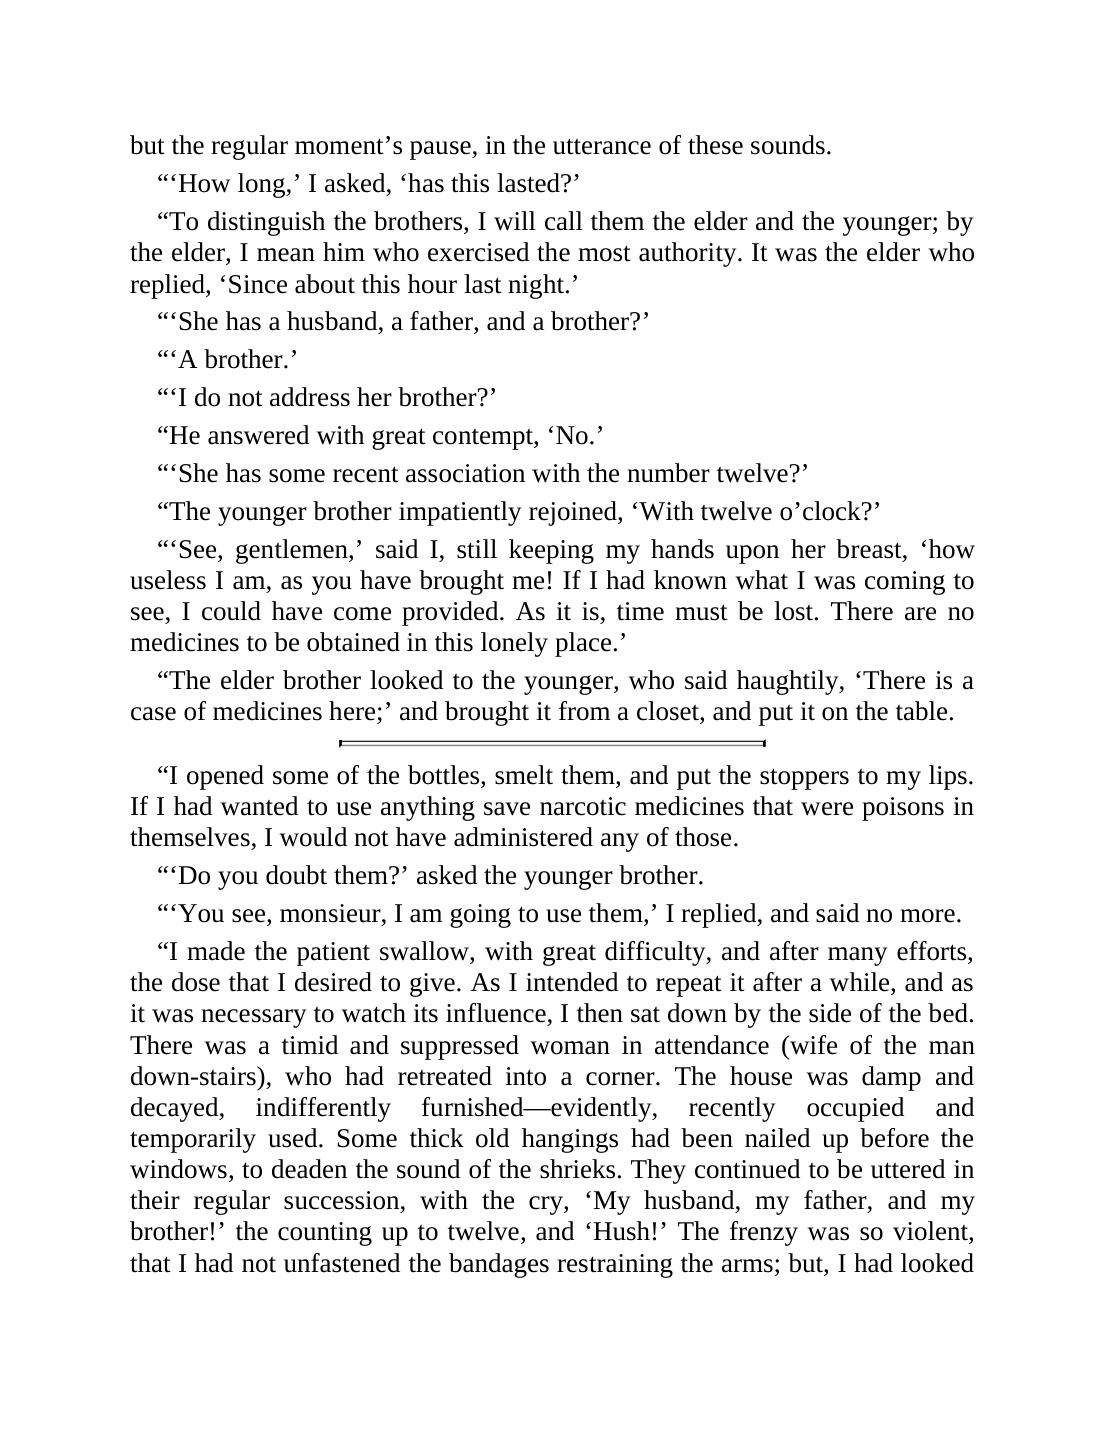 but the regular moment’s pause, in the utterance of these sounds.
“‘How long,’ I asked, ‘has this lasted?’
“To distinguish the brothers, I will call them the elder and the younger; by
the elder, I mean him who exercised the most authority. It was the elder who
replied, ‘Since about this hour last night.’
“‘She has a husband, a father, and a brother?’
“‘A brother.’
“‘I do not address her brother?’
“He answered with great contempt, ‘No.’
“‘She has some recent association with the number twelve?’
“The younger brother impatiently rejoined, ‘With twelve o’clock?’
“‘See, gentlemen,’ said I, still keeping my hands upon her breast, ‘how
useless I am, as you have brought me! If I had known what I was coming to
see, I could have come provided. As it is, time must be lost. There are no
medicines to be obtained in this lonely place.’
“The elder brother looked to the younger, who said haughtily, ‘There is a
case of medicines here;’ and brought it from a closet, and put it on the table.
“I opened some of the bottles, smelt them, and put the stoppers to my lips.
If I had wanted to use anything save narcotic medicines that were poisons in
themselves, I would not have administered any of those.
“‘Do you doubt them?’ asked the younger brother.
“‘You see, monsieur, I am going to use them,’ I replied, and said no more.
“I made the patient swallow, with great difficulty, and after many efforts,
the dose that I desired to give. As I intended to repeat it after a while, and as
it was necessary to watch its influence, I then sat down by the side of the bed.
There was a timid and suppressed woman in attendance (wife of the man
down-stairs), who had retreated into a corner. The house was damp and
decayed, indifferently furnished—evidently, recently occupied and
temporarily used. Some thick old hangings had been nailed up before the
windows, to deaden the sound of the shrieks. They continued to be uttered in
their regular succession, with the cry, ‘My husband, my father, and my
brother!’ the counting up to twelve, and ‘Hush!’ The frenzy was so violent,
that I had not unfastened the bandages restraining the arms; but, I had looked